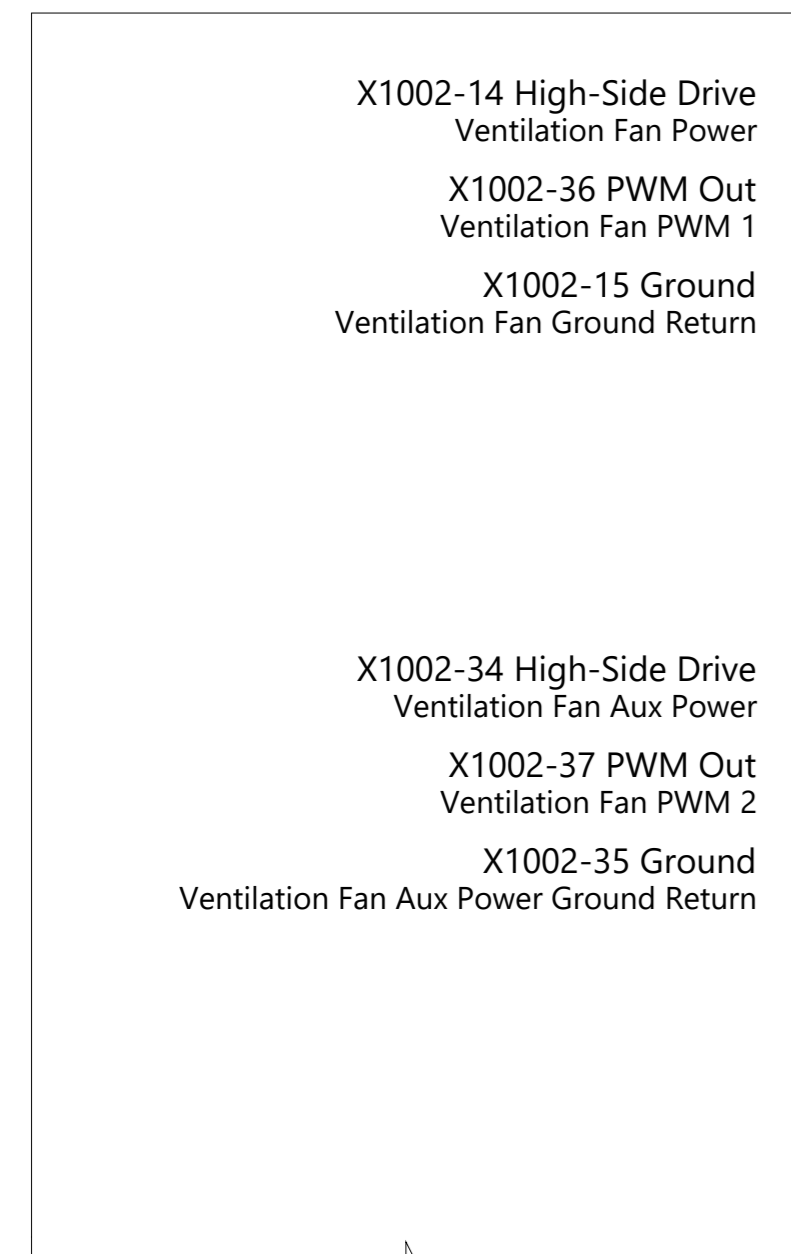 X1002-14 High-Side Drive
Ventilation Fan Power
X1002-36 PWM Out
Ventilation Fan PWM 1
X1002-15 Ground
Ventilation Fan Ground Return
X1002-34 High-Side Drive
Ventilation Fan Aux Power
X1002-37 PWM Out
Ventilation Fan PWM 2
X1002-35 Ground
Ventilation Fan Aux Power Ground Return